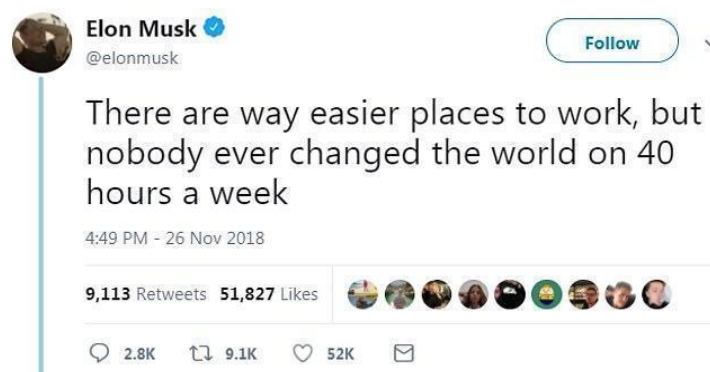 Elon Musk
@elonmusk
Follow
There are way easier places to work, but
nobody ever changed the world on 40
hours a week
4:49 PM - 26 Nov 2018
9,113 Retweets 51,827 Likes
2.8K 9.1K 52K